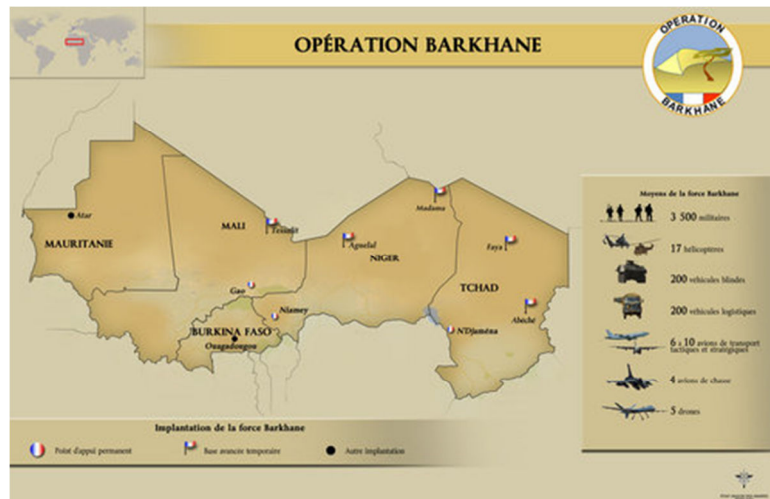 OPÉRATION BARKHANE
OPERATION
BARKHANE
Moyens de la force Barkhane
3 500 militaires
17 hélicoptères
200 véhicules blindés
200 véhicules logistiques
6 à 10 avions de transport
tactiques et stratégiques
4 avions de chasse
5 drones
Madama
Atar
Tessalit
Aguelal
Faya
MAURITANIE
MALI
NIGER
TCHAD
Gao
Niamey
Abéché
BURKINA FASO
N'Djaména
Ouagadougou
Implantation de la force Barkhane
Point d'appui permanent
Base avancée temporaire
Autre implantation